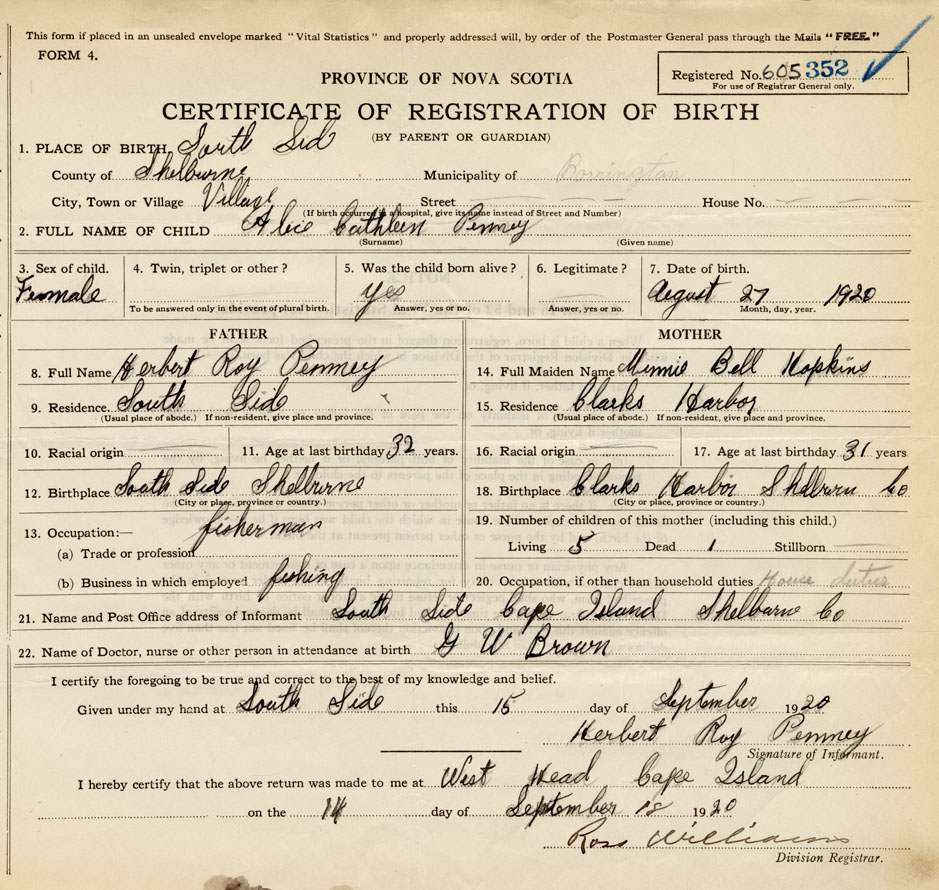 This form if placed in an unsealed envelope marked "Vital Statistics" and properly addressed will, by order of the Postmaster General pass through the Mails "FREE."
FORM 4.
PROVINCE OF NOVA SCOTIA
Registered No. 605352
For use of Registrar General only.
CERTIFICATE OF REGISTRATION OF BIRTH
(BY PARENT OR GUARDIAN)
1. PLACE OF BIRTH, South Side
County of Shelburne Municipality of Barrington
City, Town or Village Village Street House No.
(If birth occurred in a hospital, give its name instead of Street and Number)
2. FULL NAME OF CHILD Alice Cathleen Penney
(Surname) (Given name)
3. Sex of child. 4. Twin, triplet or other? 5. Was the child born alive? 6. Legitimate? 7. Date of birth.
Female yes August 27 1920
To be answered only in the event of plural birth. Answer, yes or no. Answer, yes or no. Month, day, year.
FATHER MOTHER
8. Full Name Herbert Roy Penney 14. Full Maiden Name Minnie Bell Hopkins
9. Residence. South Side 15. Residence Clarks Harbor
(Usual place of abode.) If non-resident, give place and province. (Usual place of abode.) If non-resident, give place and province.
10. Racial origin 11. Age at last birthday 32 years. 16. Racial origin 17. Age at last birthday 31 years
12. Birthplace South Side Shelburne 18. Birthplace Clarks Harbor Shelburn Co
(City or place, province or country.) (City or place, province or country.)
13. Occupation:— fisherman 19. Number of children of this mother (including this child.)
(a) Trade or profession Living 5 Dead 1 Stillborn
(b) Business in which employed fishing 20. Occupation, if other than household duties House duties
21. Name and Post Office address of Informant South Side Cape Island Shelburne Co
22. Name of Doctor, nurse or other person in attendance at birth G W Brown
I certify the foregoing to be true and correct to the best of my knowledge and belief.
Given under my hand at South Side this 15 day of September 1920
Herbert Roy Penney
Signature of Informant.
I hereby certify that the above return was made to me at West Head Cape Island
on the day of September 18 1920
Ross Williams
Division Registrar.